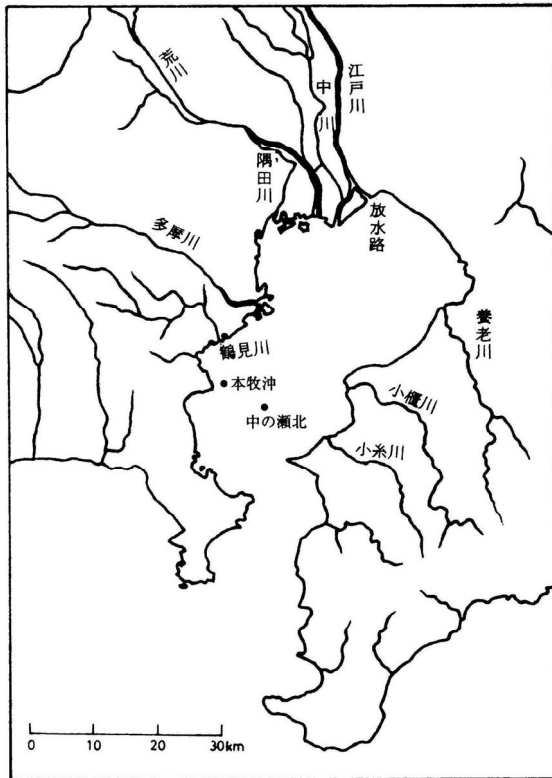 荒川
中川
江戸川
隅田川
放水路
多摩川
養老川
鶴見川
本牧沖
小櫃川
中の瀬北
小糸川
0 10 20 30km